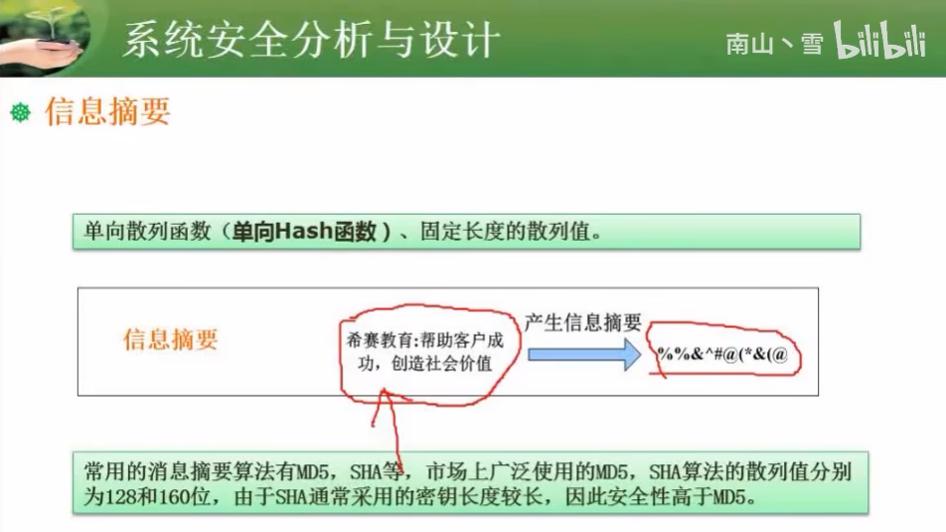 系统安全分析与设计
南山丶雪 bilibili
信息摘要
单向散列函数（单向Hash函数）、固定长度的散列值。
信息摘要
希赛教育:帮助客户成
功，创造社会价值
产生信息摘要
%%&^#@(*&(@
常用的消息摘要算法有MD5，SHA等，市场上广泛使用的MD5，SHA算法的散列值分别
为128和160位，由于SHA通常采用的密钥长度较长，因此安全性高于MD5。